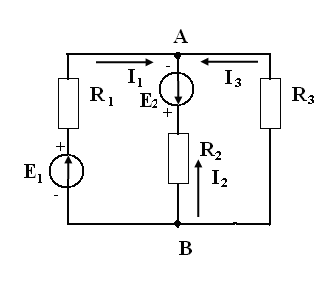 A
I1 I3
R1 R3
-
E2
+
R2
+
E1
I2
-
B